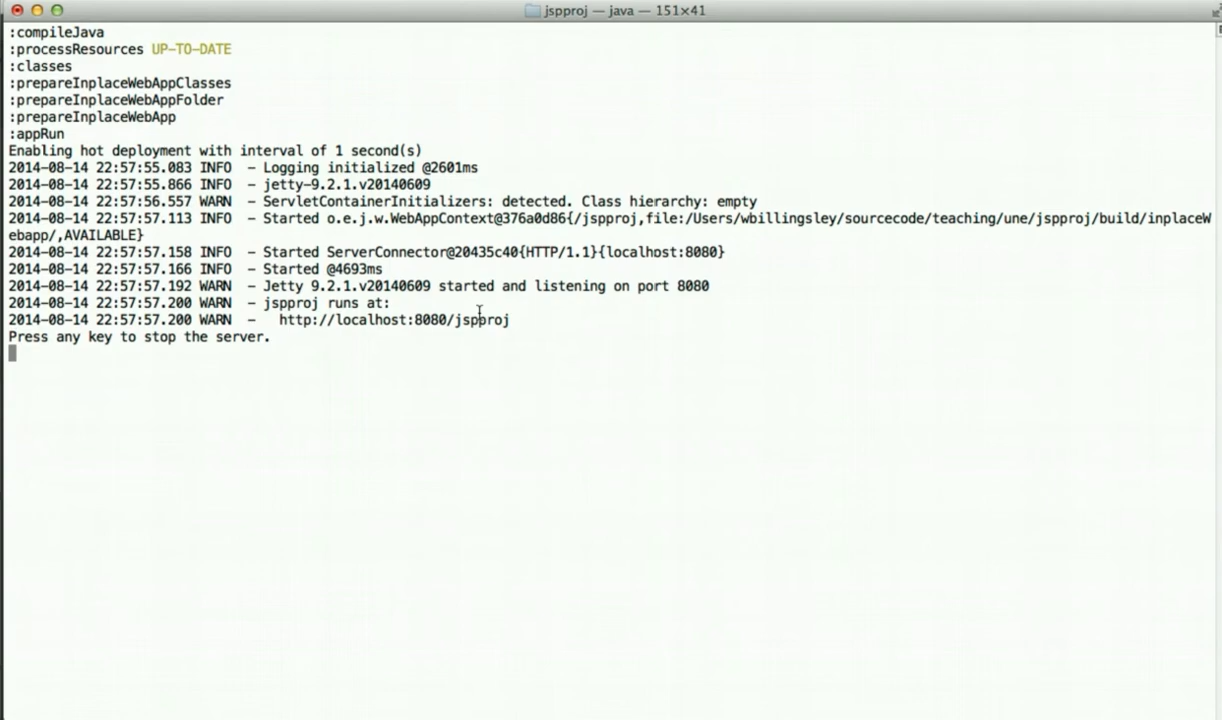 jspproj — java — 151×41
:compileJava
:processResources UP-TO-DATE
:classes
:prepareInplaceWebAppClasses
:prepareInplaceWebAppFolder
:prepareInplaceWebApp
:appRun
Enabling hot deployment with interval of 1 second(s)
2014-08-14 22:57:55.083 INFO  - Logging initialized @2601ms
2014-08-14 22:57:55.866 INFO  - jetty-9.2.1.v20140609
2014-08-14 22:57:56.557 WARN  - ServletContainerInitializers: detected. Class hierarchy: empty
2014-08-14 22:57:57.113 INFO  - Started o.e.j.w.WebAppContext@376a0d86{/jspproj,file:/Users/wbillingsley/sourcecode/teaching/une/jspproj/build/inplaceW
ebapp/,AVAILABLE}
2014-08-14 22:57:57.158 INFO  - Started ServerConnector@20435c40{HTTP/1.1}{localhost:8080}
2014-08-14 22:57:57.166 INFO  - Started @4693ms
2014-08-14 22:57:57.192 WARN  - Jetty 9.2.1.v20140609 started and listening on port 8080
2014-08-14 22:57:57.200 WARN  - jspproj runs at:
2014-08-14 22:57:57.200 WARN  -   http://localhost:8080/jspproj
Press any key to stop the server.